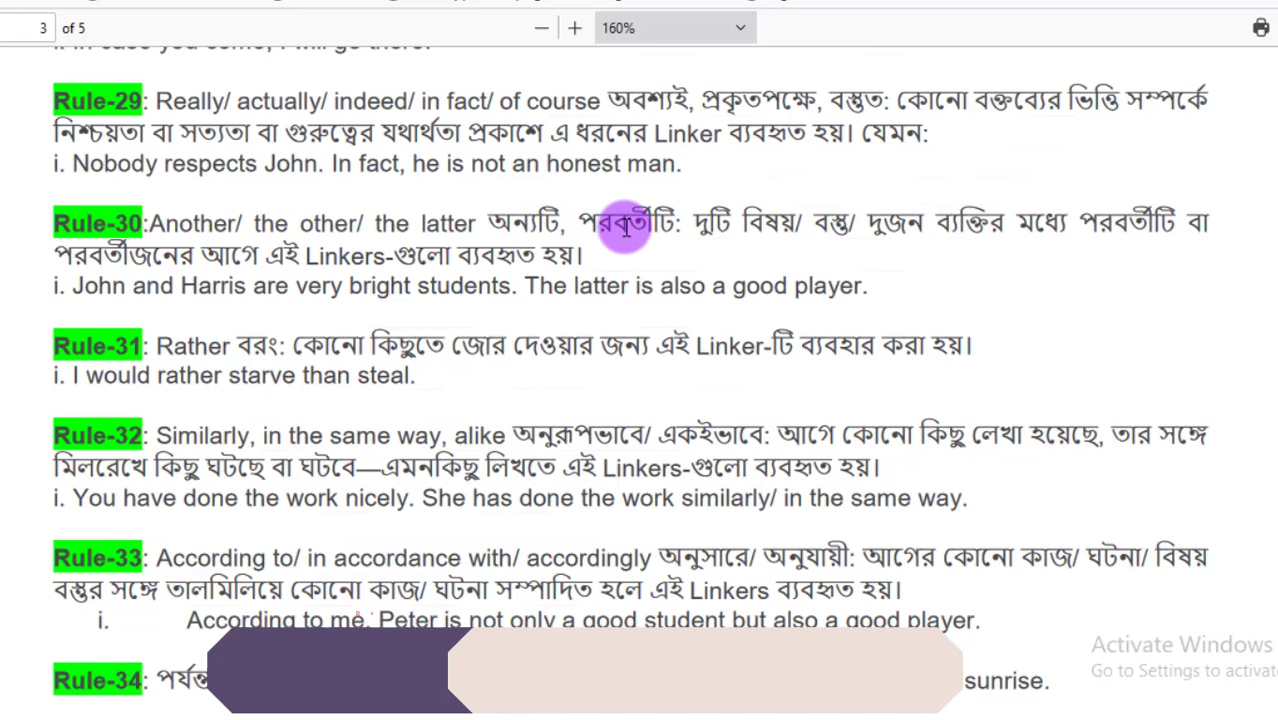 3 of 5
160%
i. In case you come, I will go there.
Rule-29: Really/ actually/ indeed/ in fact/ of course অবশ্যই, প্রকৃতপক্ষে, বস্তুত: কোনো বক্তব্যের ভিত্তি সম্পর্কে
নিশ্চয়তা বা সত্যতা বা গুরুত্বের যথার্থতা প্রকাশে এ ধরনের Linker ব্যবহৃত হয়। যেমন:
i. Nobody respects John. In fact, he is not an honest man.
Rule-30:Another/ the other/ the latter অন্যটি, পরবর্তীটি: দুটি বিষয়/ বস্তু/ দুজন ব্যক্তির মধ্যে পরবর্তীটি বা
পরবর্তীজনের আগে এই Linkers-গুলো ব্যবহৃত হয়।
i. John and Harris are very bright students. The latter is also a good player.
Rule-31: Rather বরং: কোনো কিছুতে জোর দেওয়ার জন্য এই Linker-টি ব্যবহার করা হয়।
i. I would rather starve than steal.
Rule-32: Similarly, in the same way, alike অনুরূপভাবে/ একইভাবে: আগে কোনো কিছু লেখা হয়েছে, তার সঙ্গে
মিলরেখে কিছু ঘটছে বা ঘটবে—এমনকিছু লিখতে এই Linkers-গুলো ব্যবহৃত হয়।
i. You have done the work nicely. She has done the work similarly/ in the same way.
Rule-33: According to/ in accordance with/ accordingly অনুসারে/ অনুযায়ী: আগের কোনো কাজ/ ঘটনা/ বিষয়
বস্তুর সঙ্গে তালমিলিয়ে কোনো কাজ/ ঘটনা সম্পাদিত হলে এই Linkers ব্যবহৃত হয়।
i. According to me, Peter is not only a good student but also a good player.
Activate Windows
Go to Settings to activate
Rule-34: পর্যন্ত sunrise.